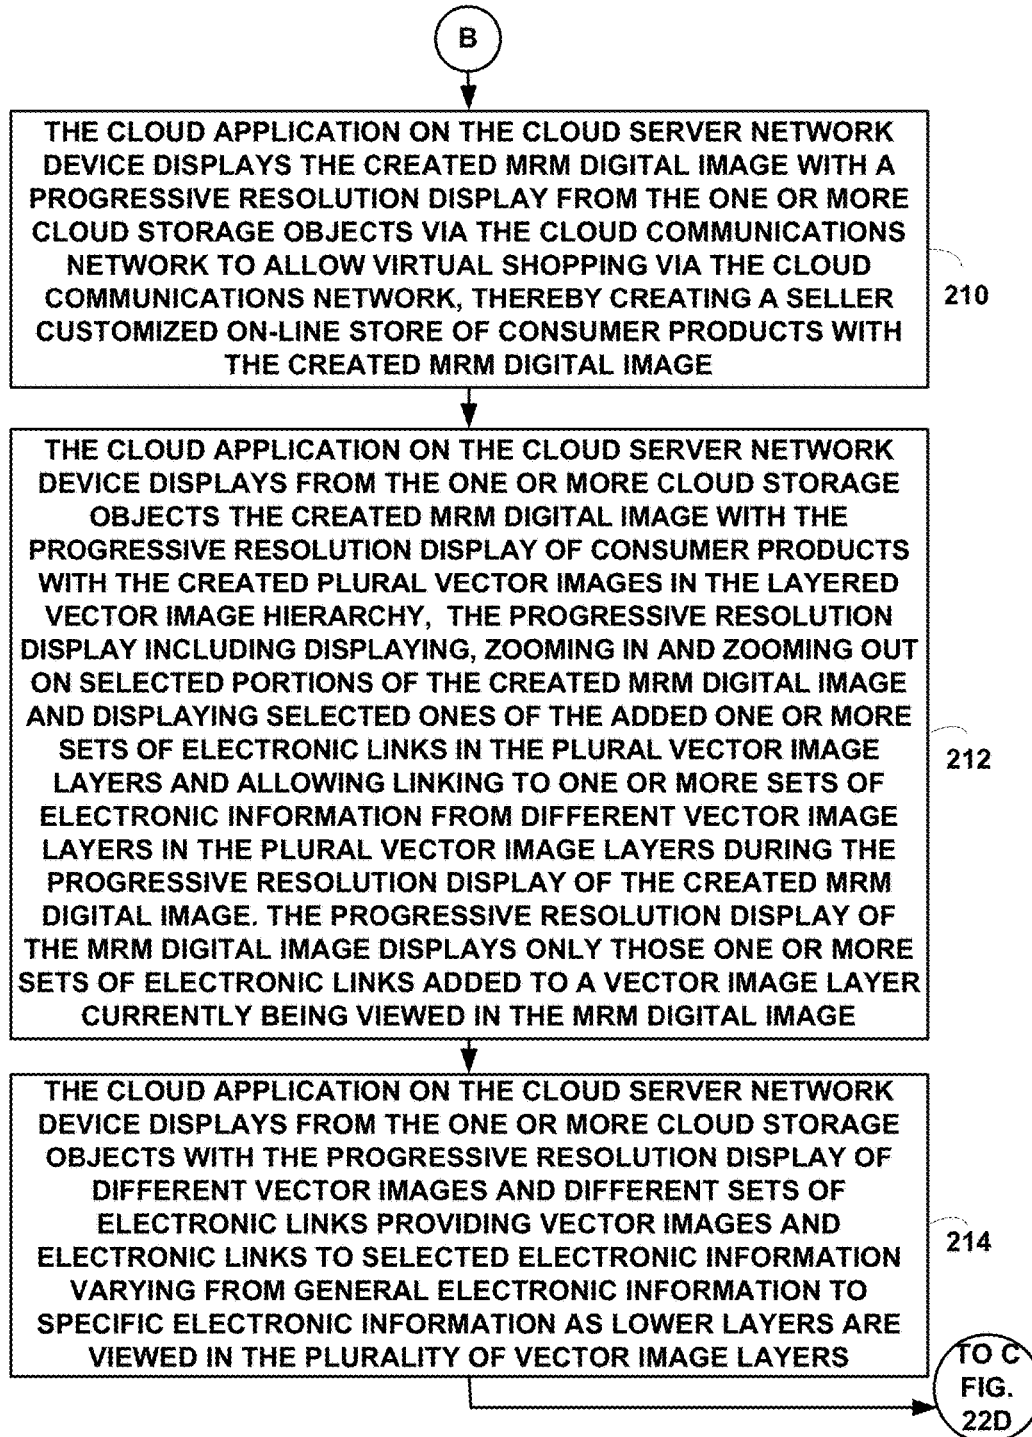 B
THE CLOUD APPLICATION ON THE CLOUD SERVER NETWORK
DEVICE DISPLAYS THE CREATED MRM DIGITAL IMAGE WITH A
PROGRESSIVE RESOLUTION DISPLAY FROM THE ONE OR MORE
CLOUD STORAGE OBJECTS VIA THE CLOUD COMMUNICATIONS
NETWORK TO ALLOW VIRTUAL SHOPPING VIA THE CLOUD
COMMUNICATIONS NETWORK, THEREBY CREATING A SELLER
CUSTOMIZED ON-LINE STORE OF CONSUMER PRODUCTS WITH
THE CREATED MRM DIGITAL IMAGE
210
THE CLOUD APPLICATION ON THE CLOUD SERVER NETWORK
DEVICE DISPLAYS FROM THE ONE OR MORE CLOUD STORAGE
OBJECTS THE CREATED MRM DIGITAL IMAGE WITH THE
PROGRESSIVE RESOLUTION DISPLAY OF CONSUMER PRODUCTS
WITH THE CREATED PLURAL VECTOR IMAGES IN THE LAYERED
VECTOR IMAGE HIERARCHY, THE PROGRESSIVE RESOLUTION
DISPLAY INCLUDING DISPLAYING, ZOOMING IN AND ZOOMING OUT
ON SELECTED PORTIONS OF THE CREATED MRM DIGITAL IMAGE
AND DISPLAYING SELECTED ONES OF THE ADDED ONE OR MORE
SETS OF ELECTRONIC LINKS IN THE PLURAL VECTOR IMAGE
LAYERS AND ALLOWING LINKING TO ONE OR MORE SETS OF
ELECTRONIC INFORMATION FROM DIFFERENT VECTOR IMAGE
LAYERS IN THE PLURAL VECTOR IMAGE LAYERS DURING THE
PROGRESSIVE RESOLUTION DISPLAY OF THE CREATED MRM
DIGITAL IMAGE. THE PROGRESSIVE RESOLUTION DISPLAY OF
THE MRM DIGITAL IMAGE DISPLAYS ONLY THOSE ONE OR MORE
SETS OF ELECTRONIC LINKS ADDED TO A VECTOR IMAGE LAYER
CURRENTLY BEING VIEWED IN THE MRM DIGITAL IMAGE
212
THE CLOUD APPLICATION ON THE CLOUD SERVER NETWORK
DEVICE DISPLAYS FROM THE ONE OR MORE CLOUD STORAGE
OBJECTS WITH THE PROGRESSIVE RESOLUTION DISPLAY OF
DIFFERENT VECTOR IMAGES AND DIFFERENT SETS OF
ELECTRONIC LINKS PROVIDING VECTOR IMAGES AND
ELECTRONIC LINKS TO SELECTED ELECTRONIC INFORMATION
VARYING FROM GENERAL ELECTRONIC INFORMATION TO
SPECIFIC ELECTRONIC INFORMATION AS LOWER LAYERS ARE
VIEWED IN THE PLURALITY OF VECTOR IMAGE LAYERS
214
TO C
FIG.
22D